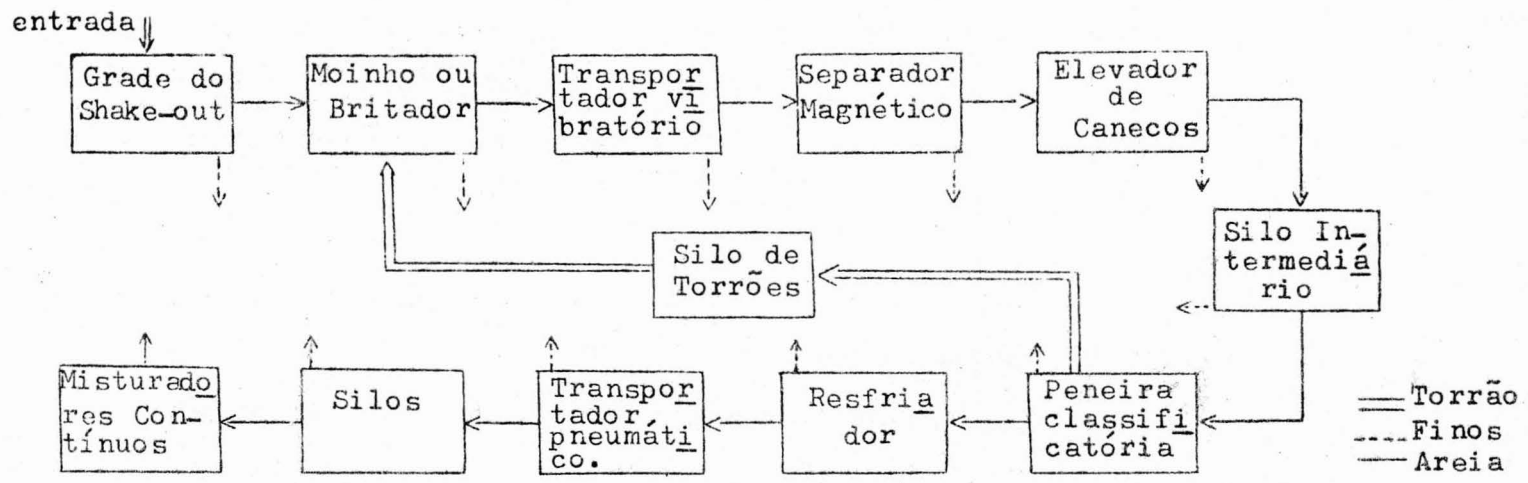 entrada
Grade do
Shake-out
Moinho ou
Britador
Transpor
tador vi
bratório
Separador
Magnético
Elevador
de
Canecos
Silo In-
termediá
rio
Silo de
Torrões
Misturado
res Con-
tínuos
Silos
Transpor
tador
pneumáti
co.
Resfria
dor
Peneira
classifi
catória
Torrão
Finos
Areia